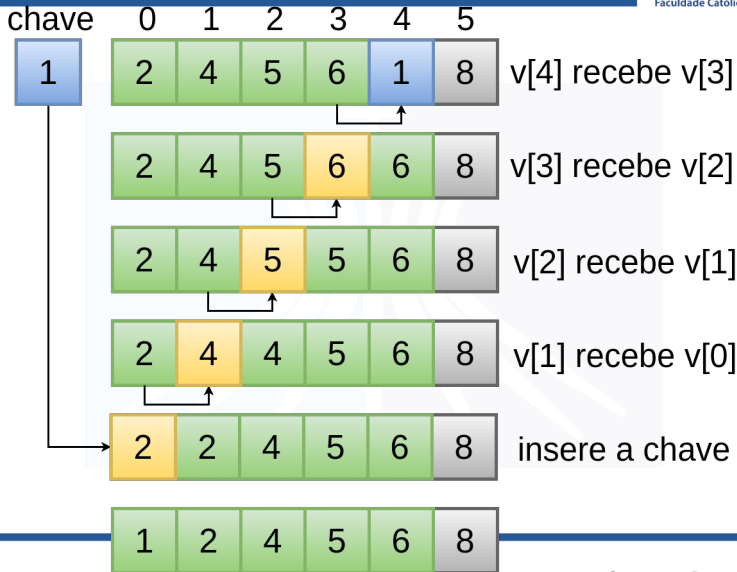 Faculdade Católic
chave 0 1 2 3 4 5
1 2 4 5 6 1 8 v[4] recebe v[3]
2 4 5 6 6 8 v[3] recebe v[2]
2 4 5 5 6 8 v[2] recebe v[1]
2 4 4 5 6 8 v[1] recebe v[0]
2 2 4 5 6 8 insere a chave
1 2 4 5 6 8